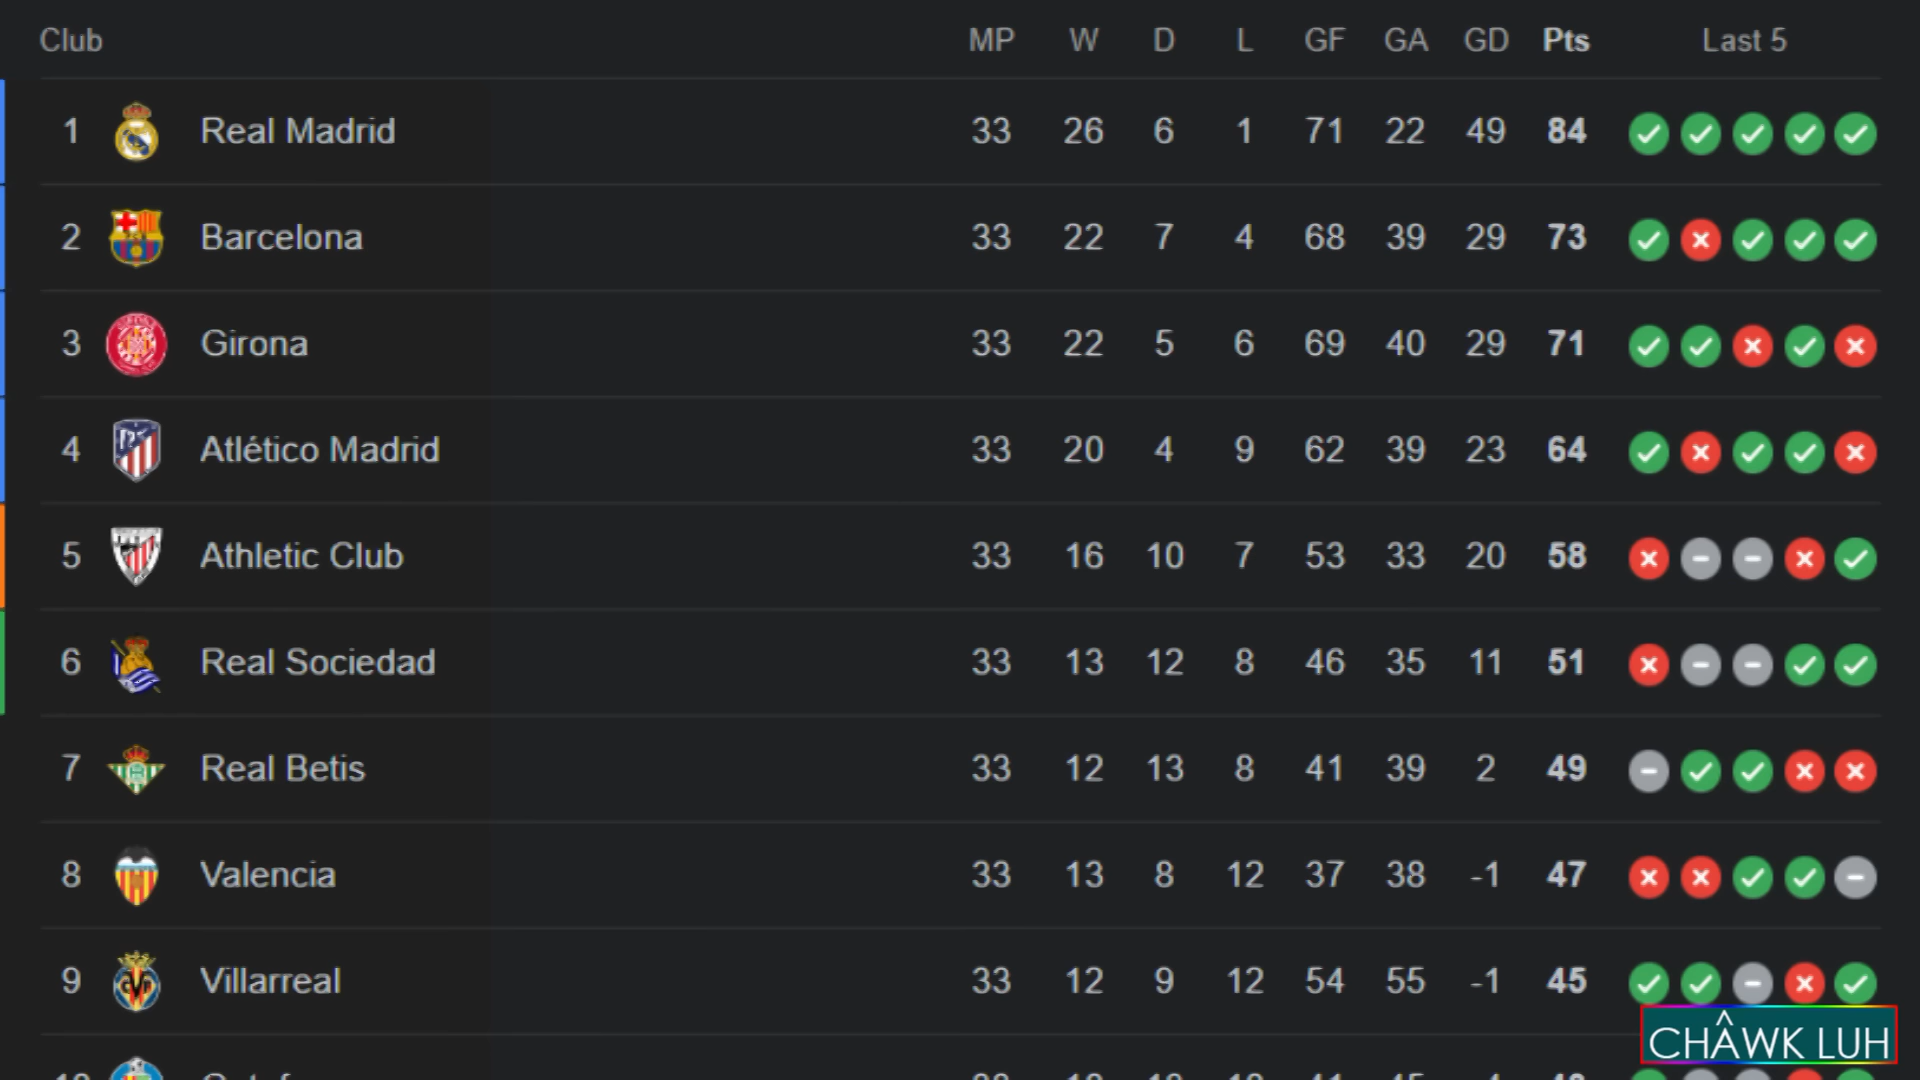 Club MP W D L GF GA GD Pts Last 5
1 Real Madrid 33 26 6 1 71 22 49 84
2 Barcelona 33 22 7 4 68 39 29 73
3 Girona 33 22 5 6 69 40 29 71
4 Atlético Madrid 33 20 4 9 62 39 23 64
5 Athletic Club 33 16 10 7 53 33 20 58
6 Real Sociedad 33 13 12 8 46 35 11 51
7 Real Betis 33 12 13 8 41 39 2 49
8 Valencia 33 13 8 12 37 38 -1 47
9 Villarreal 33 12 9 12 54 55 -1 45
CHÂWK LUH